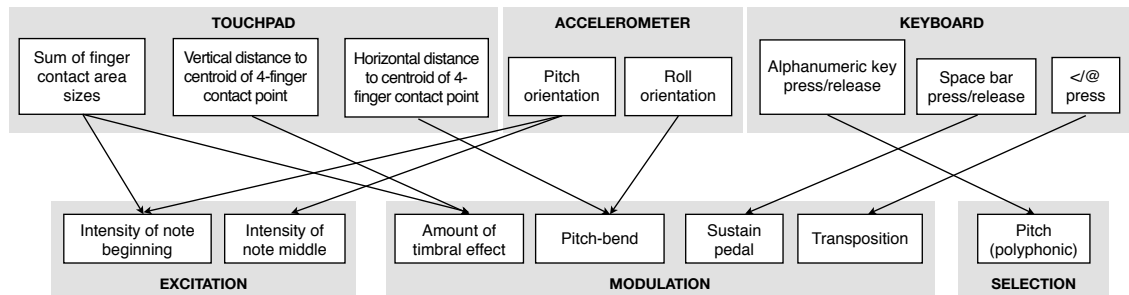 TOUCHPAD
ACCELEROMETER
KEYBOARD
Sum of finger
contact area
sizes
Vertical distance to
centroid of 4-finger
contact point
Horizontal distance
to centroid of 4-
finger contact point
Pitch
orientation
Roll
orientation
Alphanumeric key
press/release
Space bar
press/release
</@
press
Intensity of note
beginning
Intensity of
note middle
Amount of
timbral effect
Pitch-bend
Sustain
pedal
Transposition
Pitch
(polyphonic)
EXCITATION
MODULATION
SELECTION